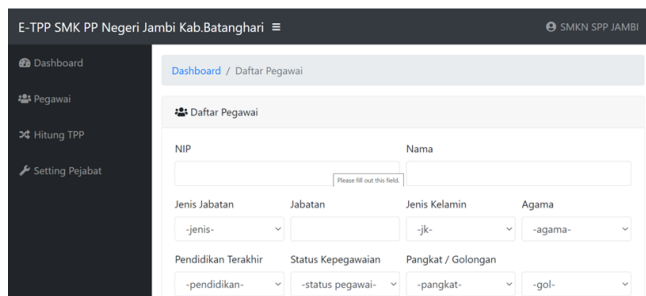 E-TPP SMK PP Negeri Jambi Kab.Batanghari
SMKN SPP JAMBI
Dashboard
Pegawai
Hitung TPP
Setting Pejabat
Dashboard / Daftar Pegawai
Daftar Pegawai
NIP Nama
Please fill out this field.
Jenis Jabatan Jabatan Jenis Kelamin Agama
-jenis- -jk- -agama-
Pendidikan Terakhir Status Kepegawaian Pangkat / Golongan
-pendidikan- -status pegawai- -pangkat- -gol-